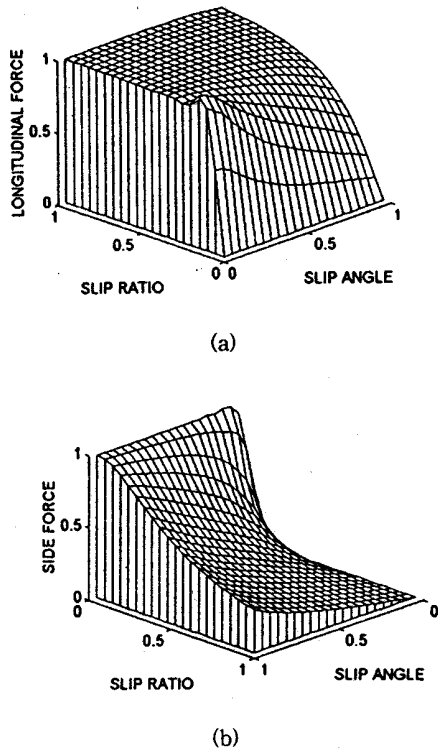 LONGITUDINAL FORCE
1
0.5
0
1
0.5
0 0
0.5
1
SLIP RATIO
SLIP ANGLE
(a)
SIDE FORCE
1
0.5
0
0
0.5
1 1
0.5
0
SLIP RATIO
SLIP ANGLE
(b)